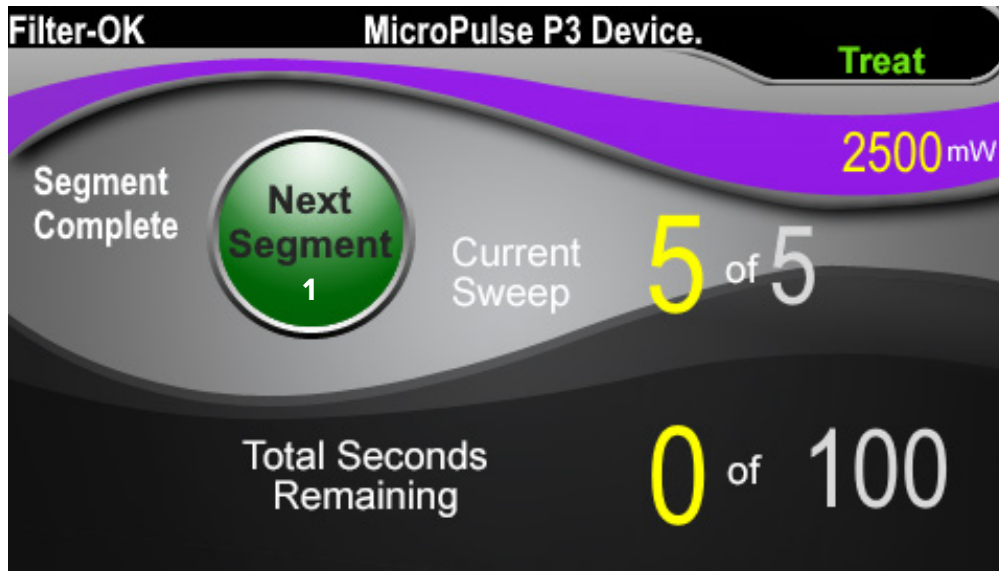 Filter-OK
MicroPulse P3 Device.
Treat
2500 mW
Segment
Complete
Next
Segment
1
Current
Sweep
5 of 5
Total Seconds
Remaining
0 of 100